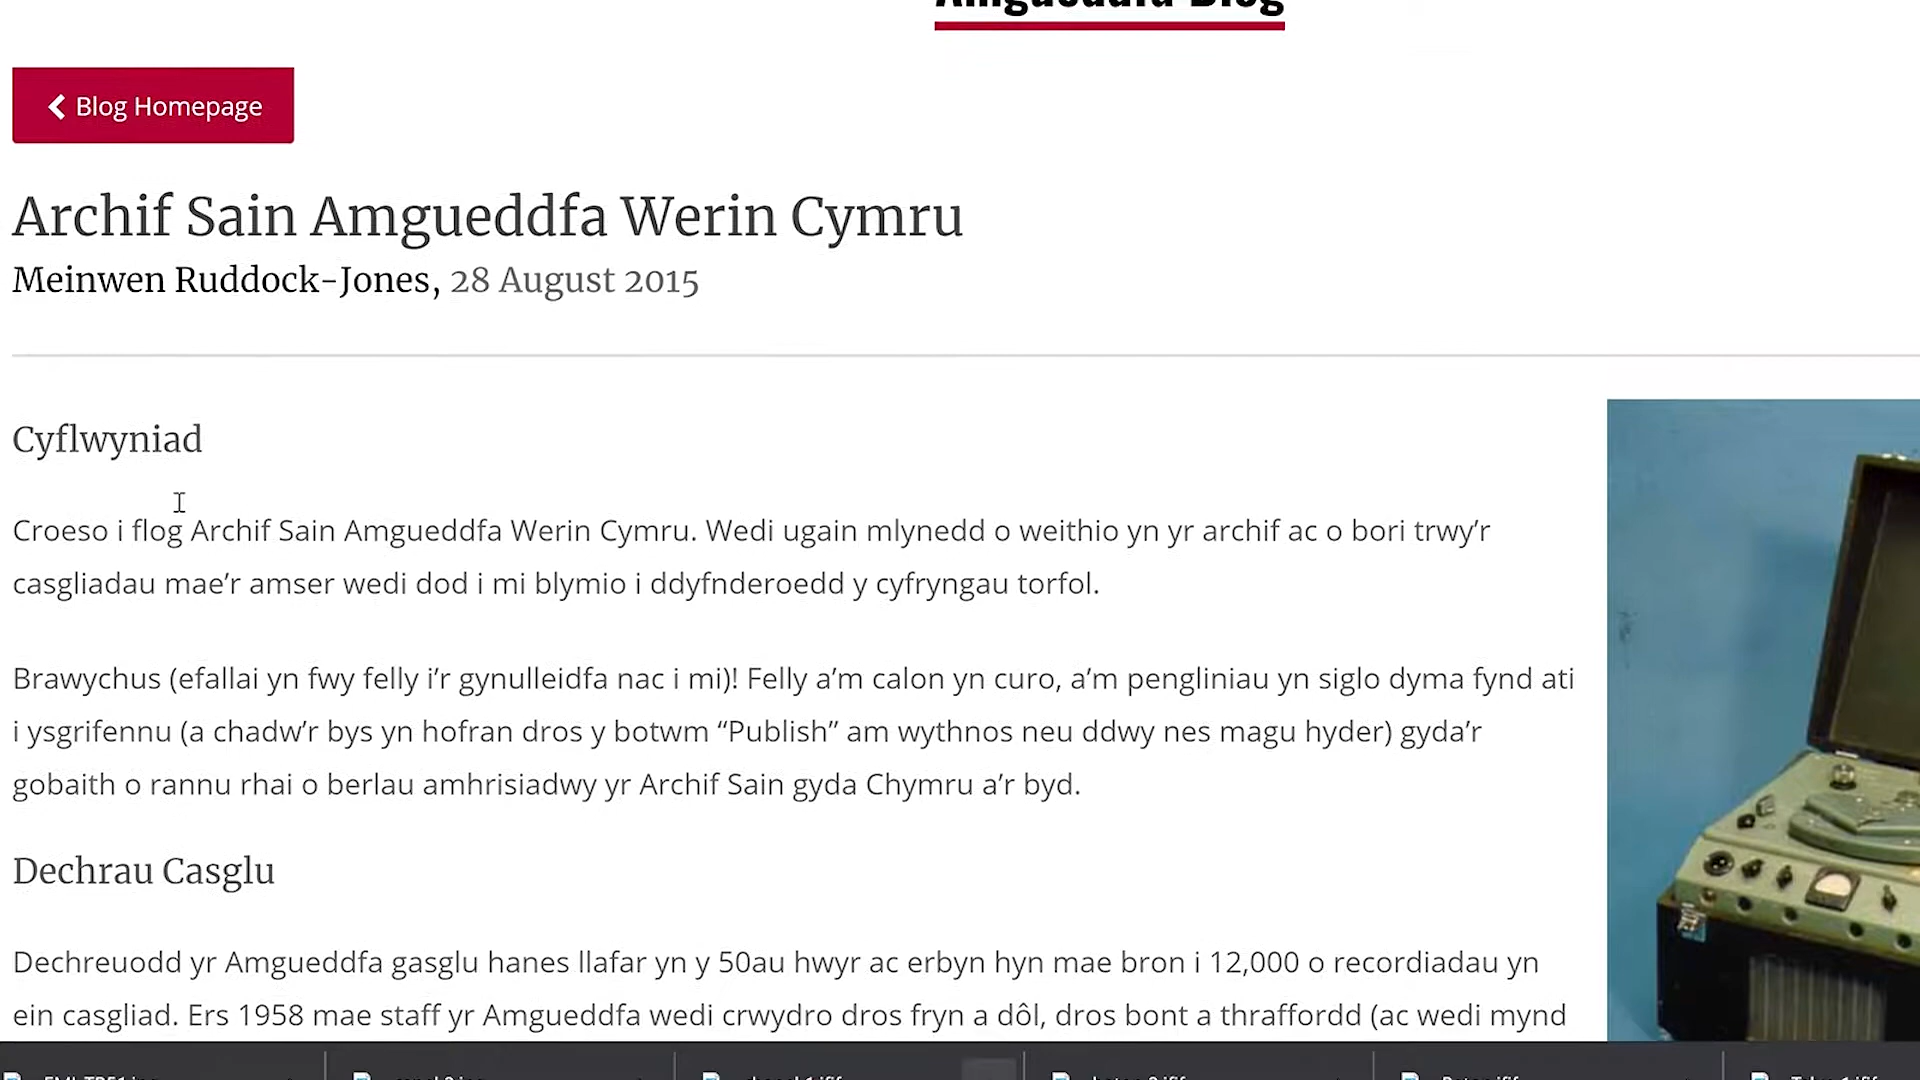 Amgueddfa Blog
Blog Homepage
Archif Sain Amgueddfa Werin Cymru
Meinwen Ruddock-Jones, 28 August 2015
Cyflwyniad
Croeso i flog Archif Sain Amgueddfa Werin Cymru. Wedi ugain mlynedd o weithio yn yr archif ac o bori trwy’r
casgliadau mae’r amser wedi dod i mi blymio i ddyfnderoedd y cyfryngau torfol.
Brawychus (efallai yn fwy felly i’r gynulleidfa nac i mi)! Felly a’m calon yn curo, a’m pengliniau yn siglo dyma fynd ati
i ysgrifennu (a chadw’r bys yn hofran dros y botwm “Publish” am wythnos neu ddwy nes magu hyder) gyda’r
gobaith o rannu rhai o berlau amhrisiadwy yr Archif Sain gyda Chymru a’r byd.
Dechrau Casglu
Dechreuodd yr Amgueddfa gasglu hanes llafar yn y 50au hwyr ac erbyn hyn mae bron i 12,000 o recordiadau yn
ein casgliad. Ers 1958 mae staff yr Amgueddfa wedi crwydro dros fryn a dôl, dros bont a thraffordd (ac wedi mynd